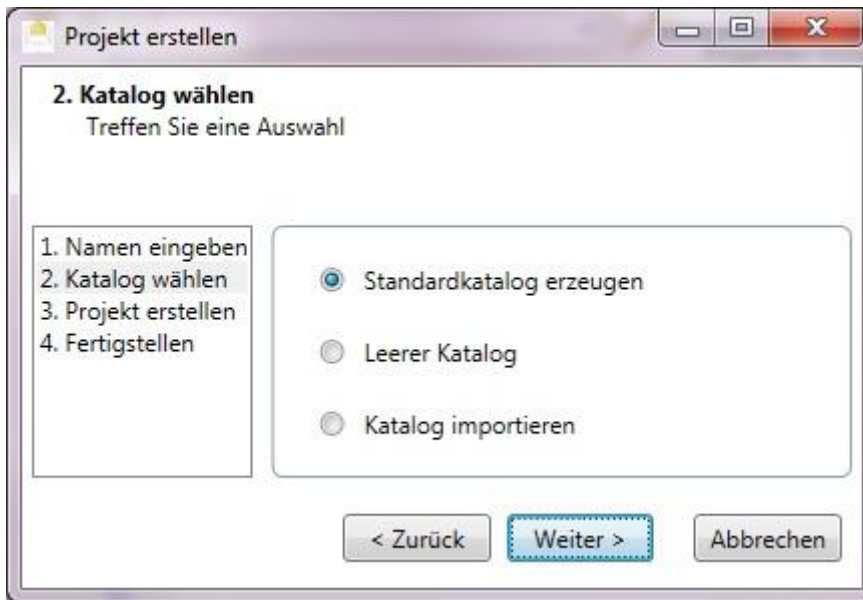 Projekt erstellen
2. Katalog wählen
Treffen Sie eine Auswahl
1. Namen eingeben
2. Katalog wählen
3. Projekt erstellen
4. Fertigstellen
Standardkatalog erzeugen
Leerer Katalog
Katalog importieren
< Zurück
Weiter >
Abbrechen